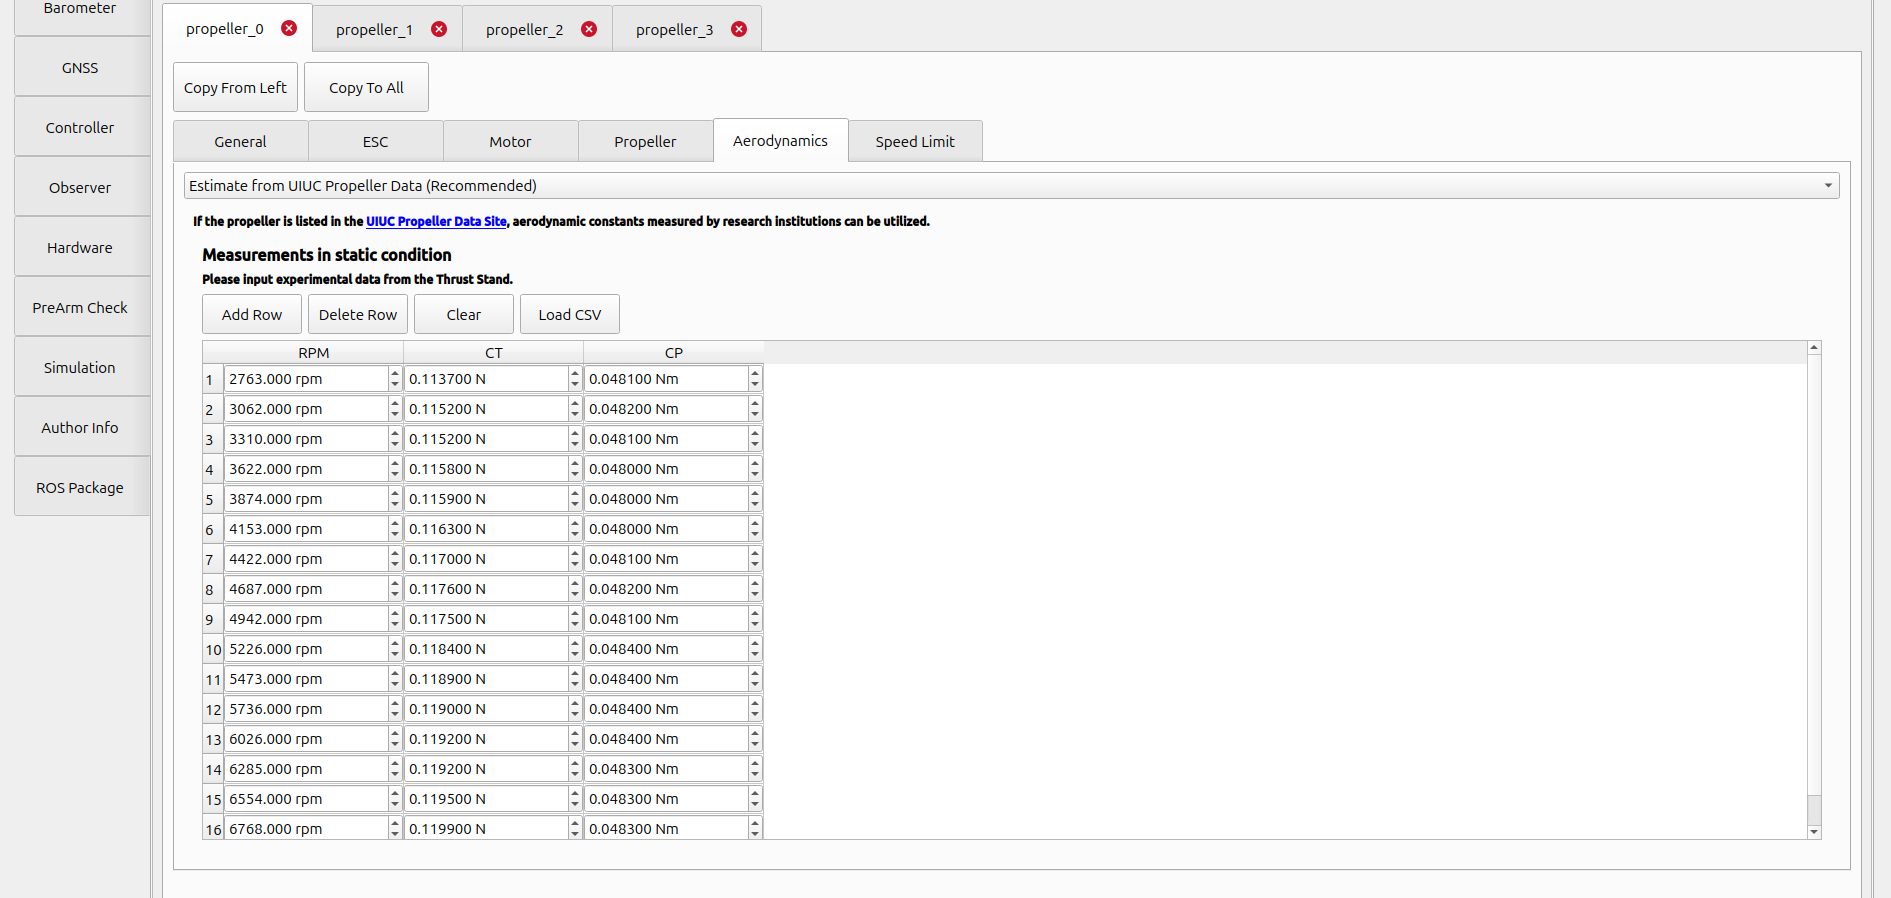 Barometer
GNSS
Controller
Observer
Hardware
PreArm Check
Simulation
Author Info
ROS Package
propeller_0 propeller_1 propeller_2 propeller_3
Copy From Left Copy To All
General ESC Motor Propeller Aerodynamics Speed Limit
Estimate from UIUC Propeller Data (Recommended)
If the propeller is listed in the UIUC Propeller Data Site, aerodynamic constants measured by research institutions can be utilized.
Measurements in static condition
Please input experimental data from the Thrust Stand.
Add Row Delete Row Clear Load CSV
RPM CT CP
1 2763.000 rpm 0.113700 N 0.048100 Nm
2 3062.000 rpm 0.115200 N 0.048200 Nm
3 3310.000 rpm 0.115200 N 0.048100 Nm
4 3622.000 rpm 0.115800 N 0.048000 Nm
5 3874.000 rpm 0.115900 N 0.048000 Nm
6 4153.000 rpm 0.116300 N 0.048000 Nm
7 4422.000 rpm 0.117000 N 0.048100 Nm
8 4687.000 rpm 0.117600 N 0.048200 Nm
9 4942.000 rpm 0.117500 N 0.048100 Nm
10 5226.000 rpm 0.118400 N 0.048400 Nm
11 5473.000 rpm 0.118900 N 0.048400 Nm
12 5736.000 rpm 0.119000 N 0.048400 Nm
13 6026.000 rpm 0.119200 N 0.048400 Nm
14 6285.000 rpm 0.119200 N 0.048300 Nm
15 6554.000 rpm 0.119500 N 0.048300 Nm
16 6768.000 rpm 0.119900 N 0.048300 Nm